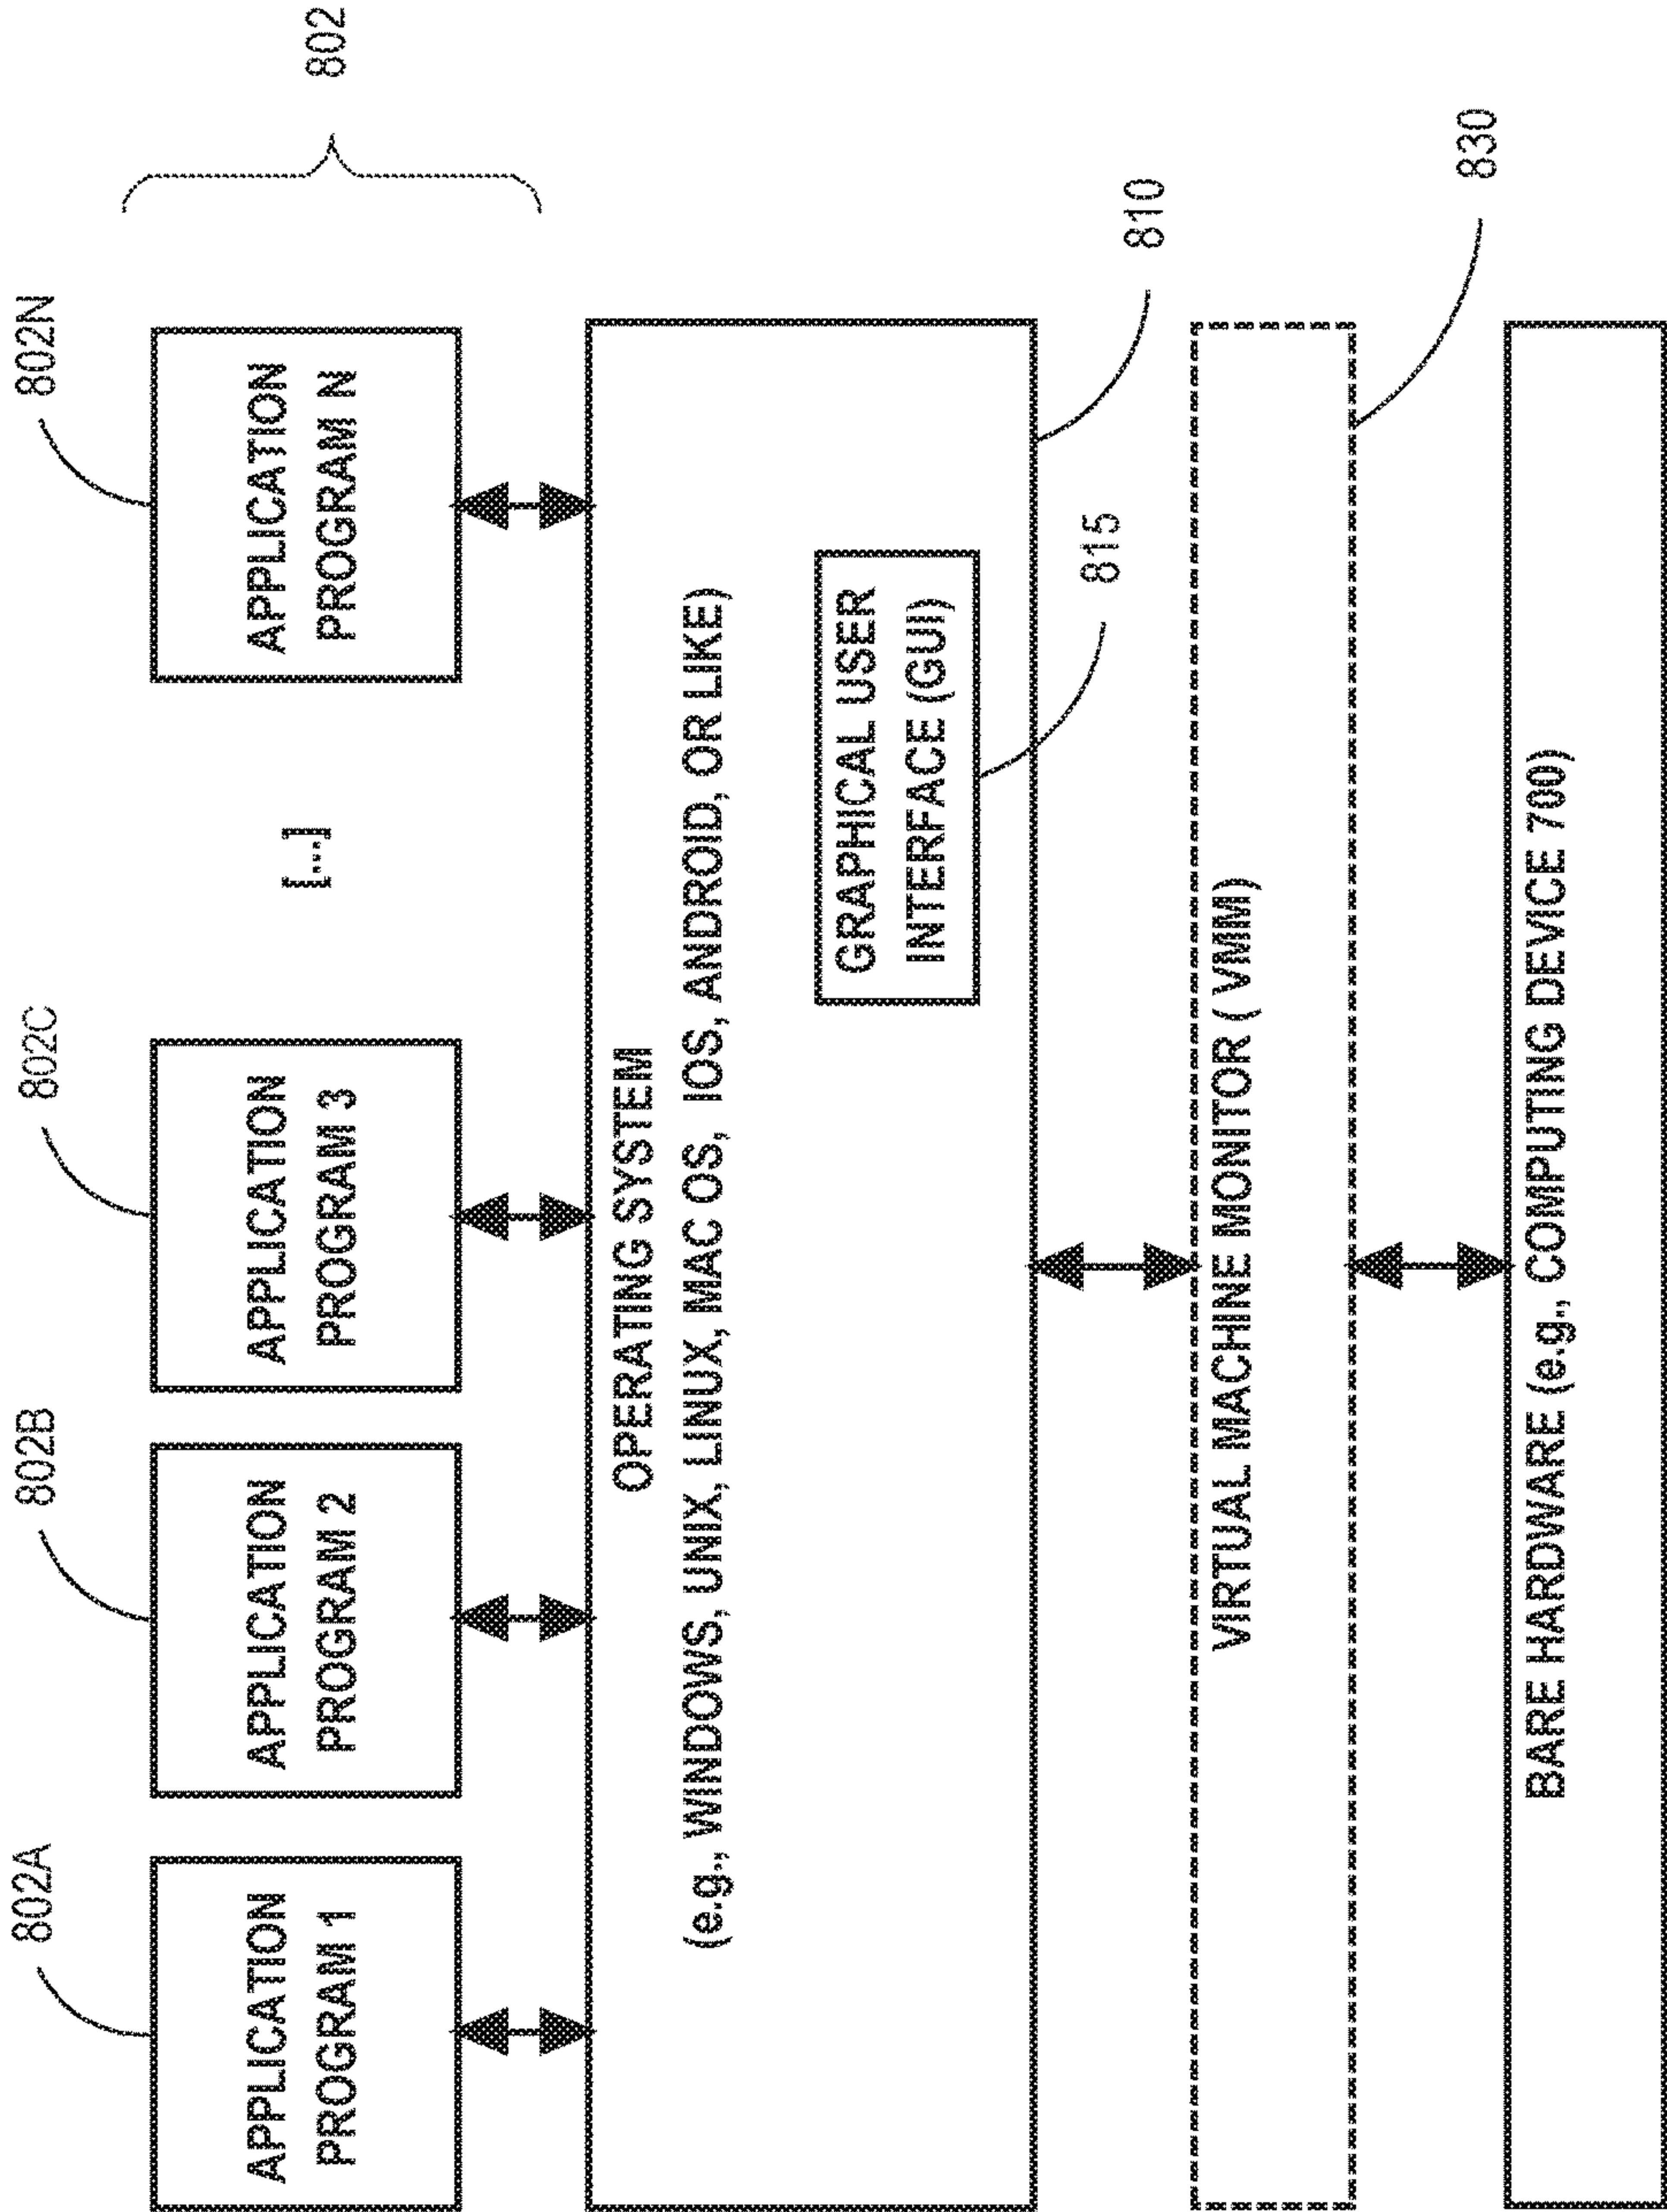 802
802A
802B
802C
802N
APPLICATION
PROGRAM 1
APPLICATION
PROGRAM 2
APPLICATION
PROGRAM 3
[...]
APPLICATION
PROGRAM N
OPERATING SYSTEM
(e.g., WINDOWS, UNIX, LINUX, MAC OS, IOS, ANDROID, OR LIKE)
GRAPHICAL USER
INTERFACE (GUI)
815
810
VIRTUAL MACHINE MONITOR ( VMM)
830
BARE HARDWARE (e.g., COMPUTING DEVICE 700)